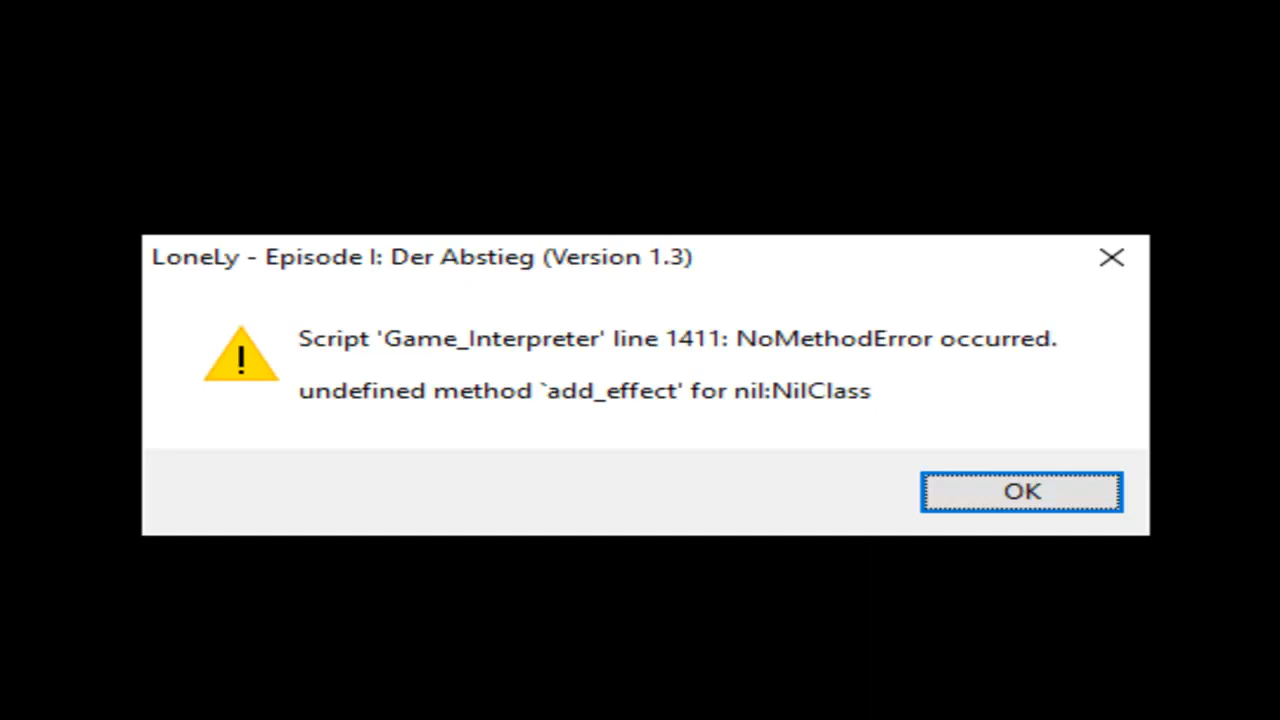 LoneLy - Episode I: Der Abstieg (Version 1.3)
Script 'Game_Interpreter' line 1411: NoMethodError occurred.
undefined method `add_effect' for nil:NilClass
OK